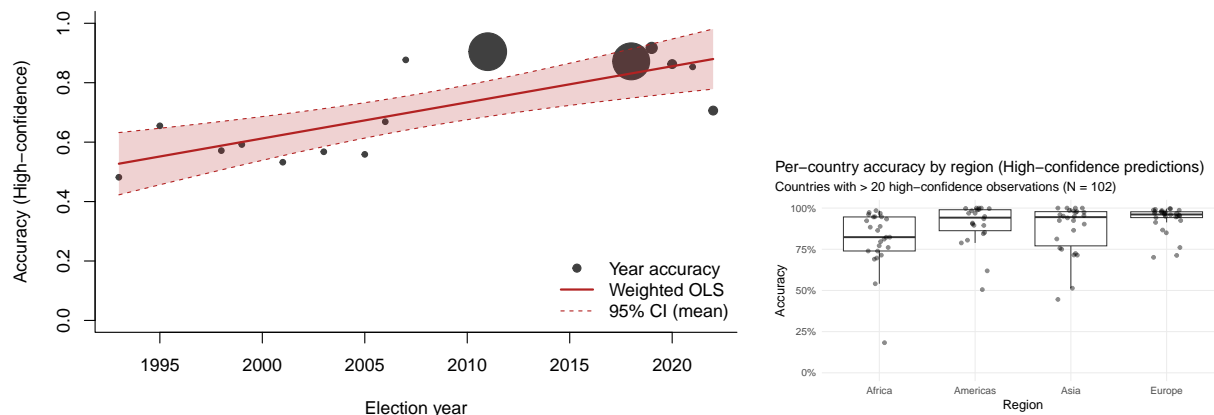 1.0
0.8
0.6
0.4
0.2
0.0
Accuracy (High−confidence)
Year accuracy
Weighted OLS
95% CI (mean)
1995 2000 2005 2010 2015 2020
Election year
Per−country accuracy by region (High−confidence predictions)
Countries with > 20 high−confidence observations (N = 102)
100%
75%
50%
25%
0%
Accuracy
Africa Americas Asia Europe
Region